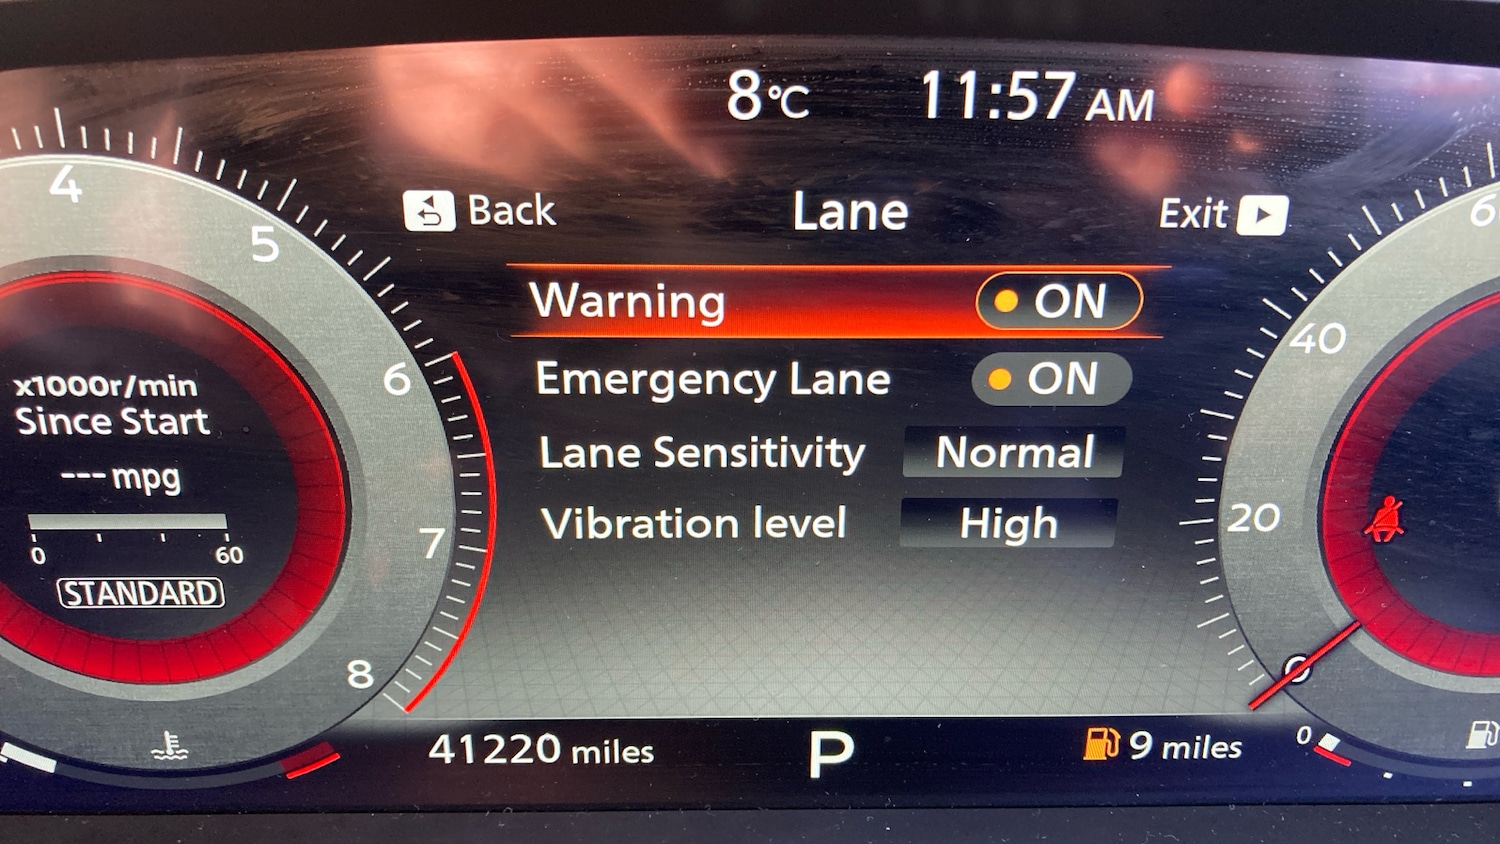 8°C 11:57 AM
Back Lane Exit
Warning ON
Emergency Lane ON
Lane Sensitivity Normal
Vibration level High
4
5
6
7
8
x1000r/min
Since Start
---mpg
0 60
STANDARD
6
40
20
0
41220 miles P 9 miles 0